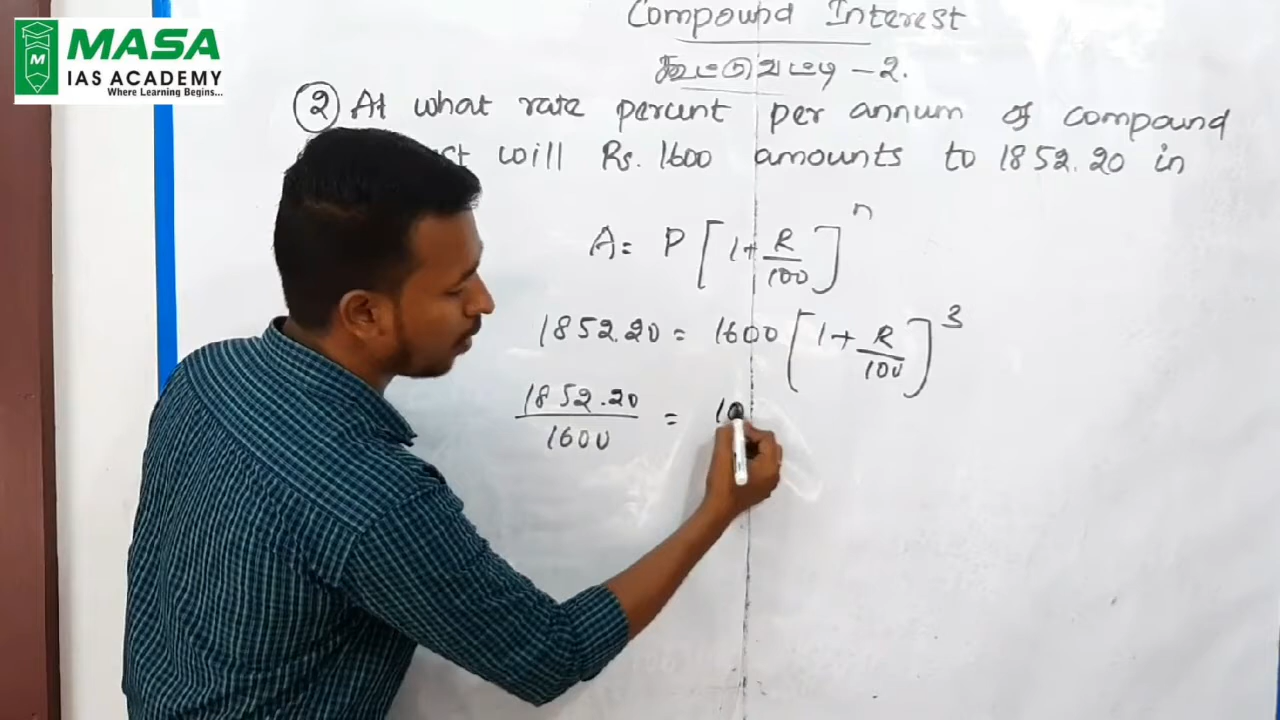 MASA
IAS ACADEMY
Where Learning Begins...
M
Compound Interest
கூட்டு வட்டி - 2.
② At what rate percent per annum of compound
will Rs. 1600 amounts to 1852.20 in
A = P [1 + R/100]^n
1852.20 = 1600 [1 + R/100]^3
1852.20/1600 =